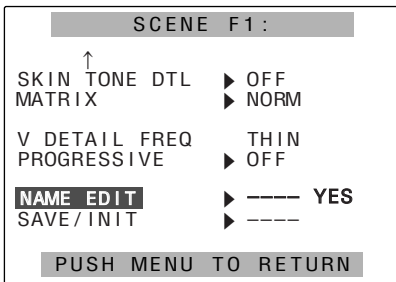 SCENE F1:
↑
SKIN TONE DTL ▶ OFF
MATRIX ▶ NORM
V DETAIL FREQ THIN
PROGRESSIVE ▶ OFF
NAME EDIT ▶ ---- YES
SAVE/INIT ▶ ----
PUSH MENU TO RETURN